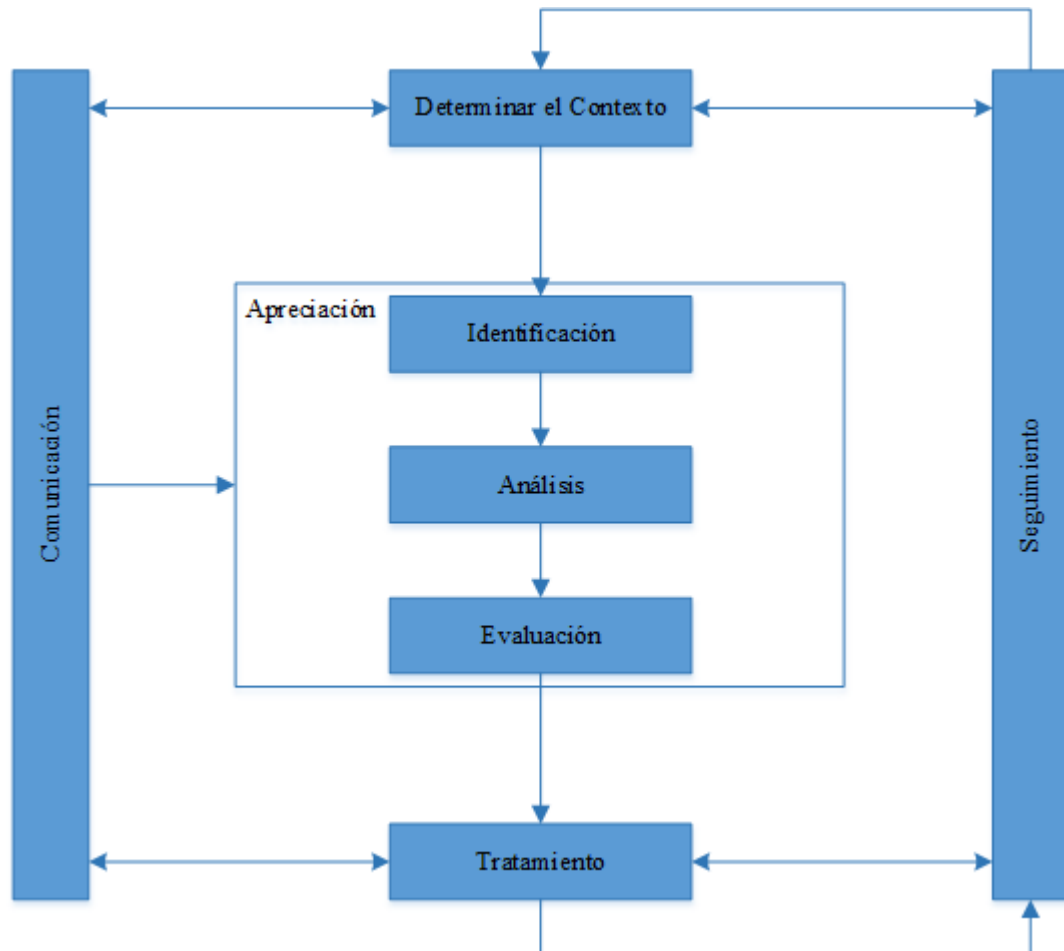 Determinar el Contexto
Apreciación
Identificación
Análisis
Evaluación
Tratamiento
Comunicación
Seguimiento